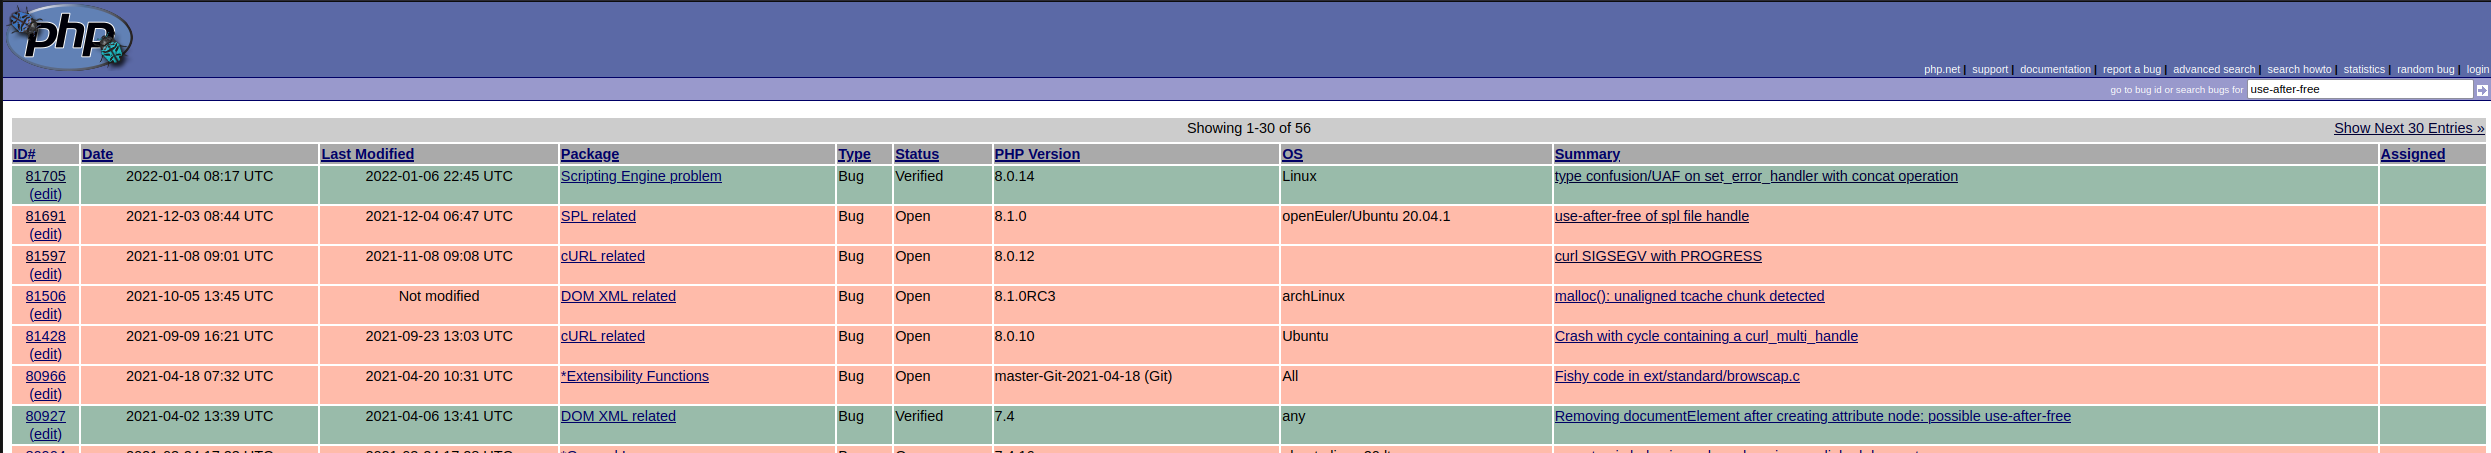 php
php.net | support | documentation | report a bug | advanced search | search howto | statistics | random bug | login
go to bug id or search bugs for use-after-free
Showing 1-30 of 56 Show Next 30 Entries »
ID# Date Last Modified Package Type Status PHP Version OS Summary Assigned
81705 2022-01-04 08:17 UTC 2022-01-06 22:45 UTC Scripting Engine problem Bug Verified 8.0.14 Linux type confusion/UAF on set_error_handler with concat operation
(edit)
81691 2021-12-03 08:44 UTC 2021-12-04 06:47 UTC SPL related Bug Open 8.1.0 openEuler/Ubuntu 20.04.1 use-after-free of spl file handle
(edit)
81597 2021-11-08 09:01 UTC 2021-11-08 09:08 UTC cURL related Bug Open 8.0.12 curl SIGSEGV with PROGRESS
(edit)
81506 2021-10-05 13:45 UTC Not modified DOM XML related Bug Open 8.1.0RC3 archLinux malloc(): unaligned tcache chunk detected
(edit)
81428 2021-09-09 16:21 UTC 2021-09-23 13:03 UTC cURL related Bug Open 8.0.10 Ubuntu Crash with cycle containing a curl_multi_handle
(edit)
80966 2021-04-18 07:32 UTC 2021-04-20 10:31 UTC *Extensibility Functions Bug Open master-Git-2021-04-18 (Git) All Fishy code in ext/standard/browscap.c
(edit)
80927 2021-04-02 13:39 UTC 2021-04-06 13:41 UTC DOM XML related Bug Verified 7.4 any Removing documentElement after creating attribute node: possible use-after-free
(edit)